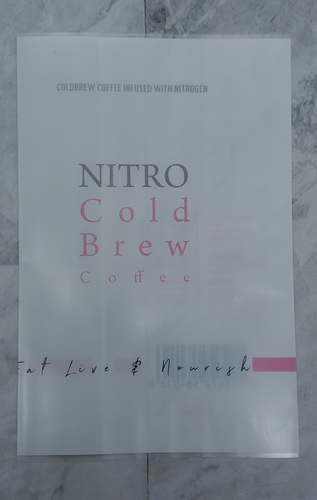 COLDBREW COFFEE INFUSED WITH NITROGEN
NITRO
Cold
Brew
Coffee
Eat Live & Nourish